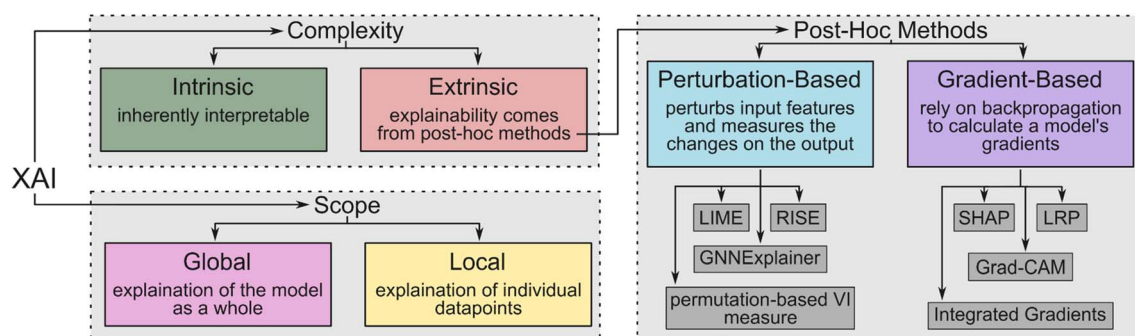 XAI
Complexity
Intrinsic
inherently interpretable
Extrinsic
explainability comes
from post-hoc methods
Scope
Global
explaination of the model
as a whole
Local
explaination of individual
datapoints
Post-Hoc Methods
Perturbation-Based
perturbs input features
and measures the
changes on the output
LIME
RISE
GNNExplainer
permutation-based VI
measure
Gradient-Based
rely on backpropagation
to calculate a model's
gradients
SHAP
LRP
Grad-CAM
Integrated Gradients